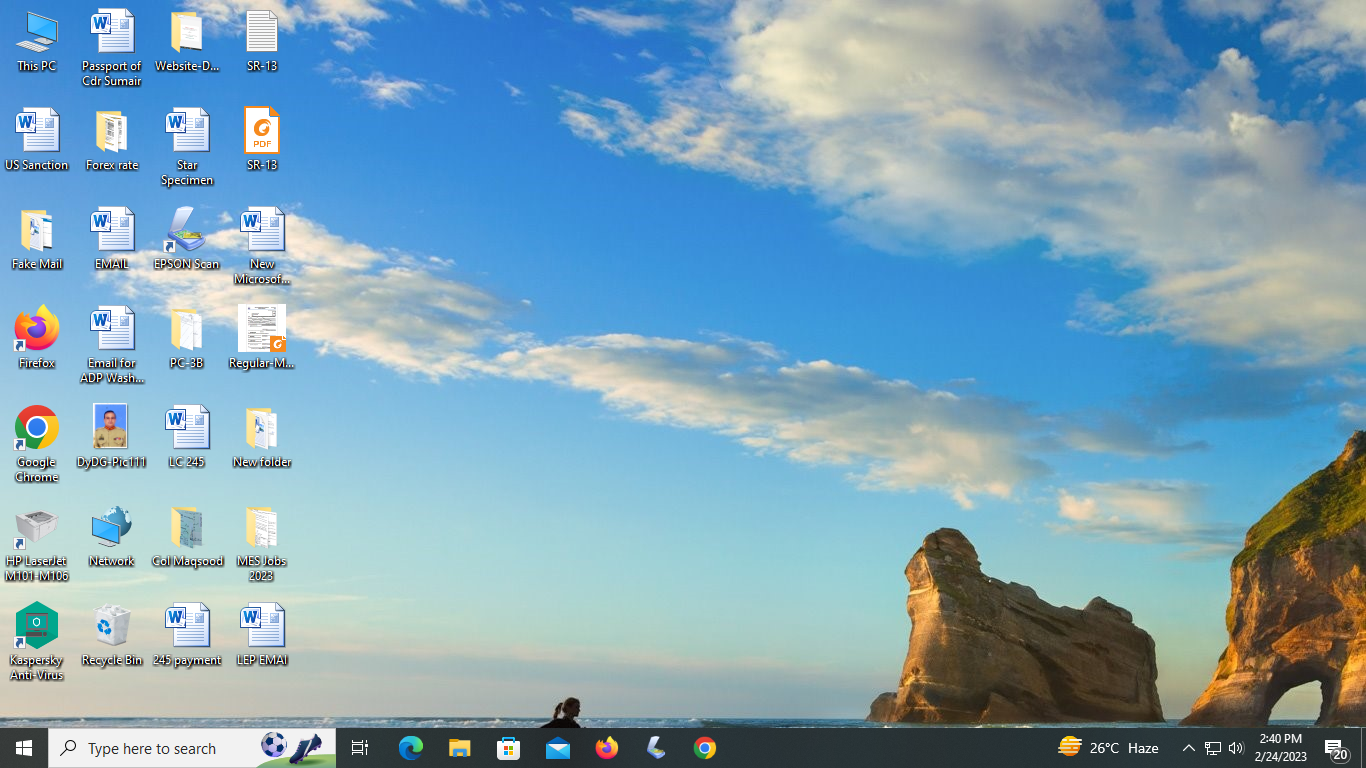 This PC
Passport of
Cdr Sumair
Website-D...
SR-13
US Sanction
Forex rate
Star
Specimen
PDF
SR-13
Fake Mail
EMAIL
EPSON Scan
New
Microsof...
Firefox
Email for
ADP Wash...
PC-3B
Regular-M...
Google
Chrome
DyDG-Pic111
LC 245
New folder
HP LaserJet
M101-M106
Network
Col Maqsood
MES Jobs
2023
Kaspersky
Anti-Virus
Recycle Bin
245 payment
LEP EMAI
Type here to search
26°C Haze
2:40 PM
2/24/2023
20